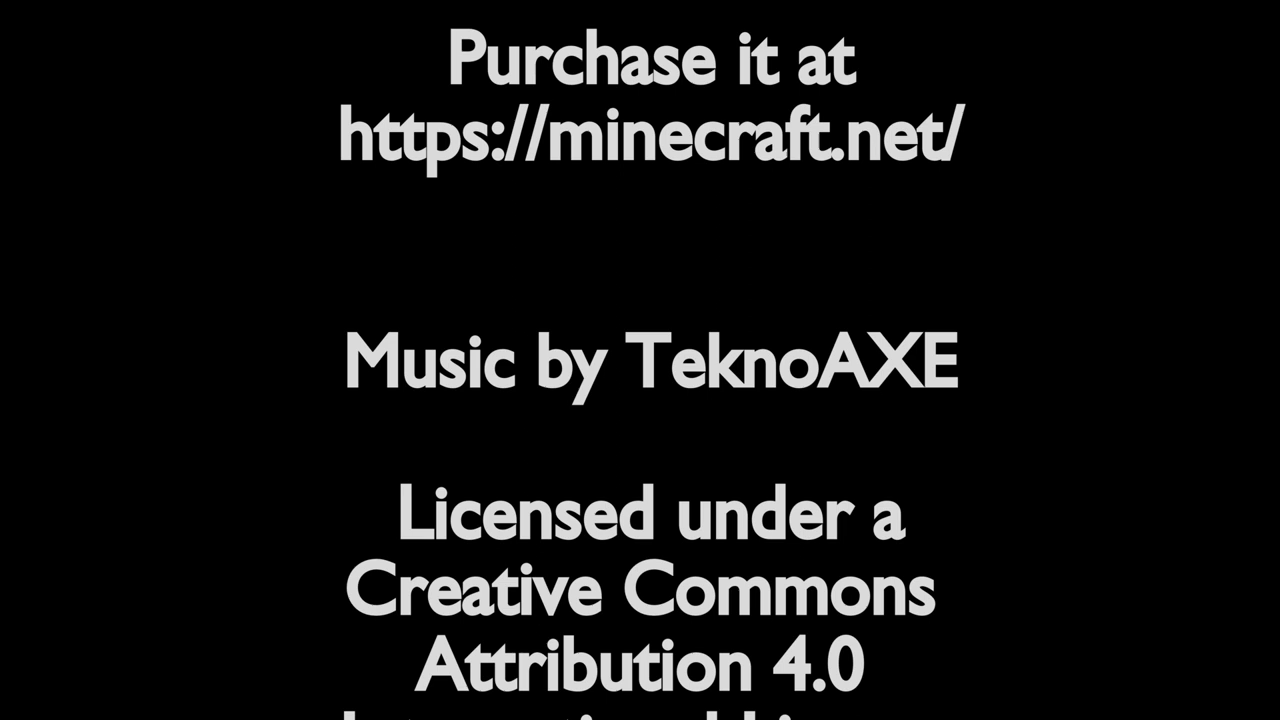 Purchase it at
https://minecraft.net/
Music by TeknoAXE
Licensed under a
Creative Commons
Attribution 4.0